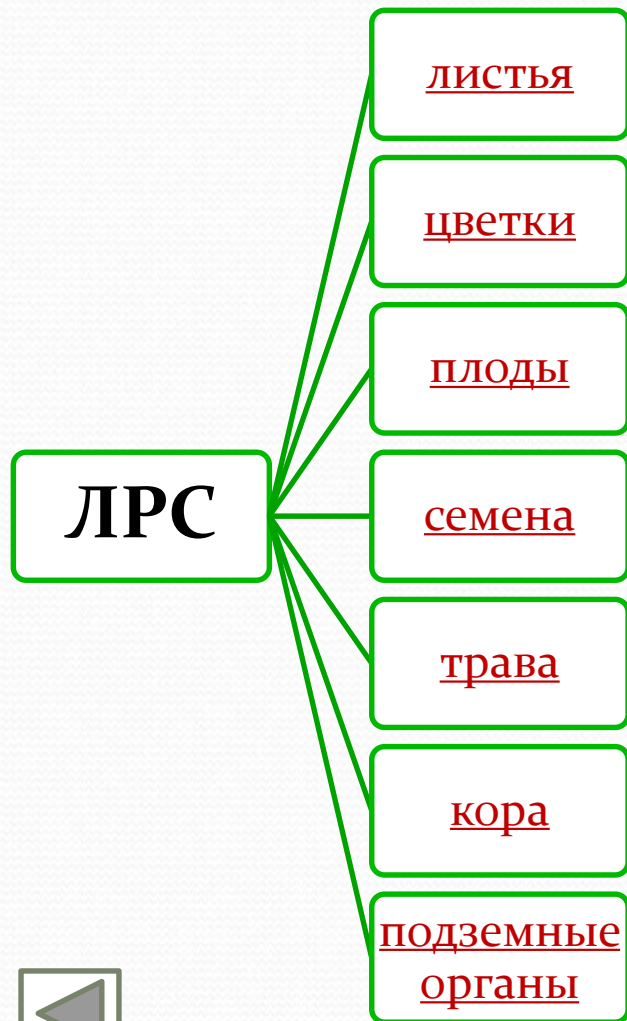 листья
цветки
плоды
ЛРС
семена
трава
кора
подземные
органы